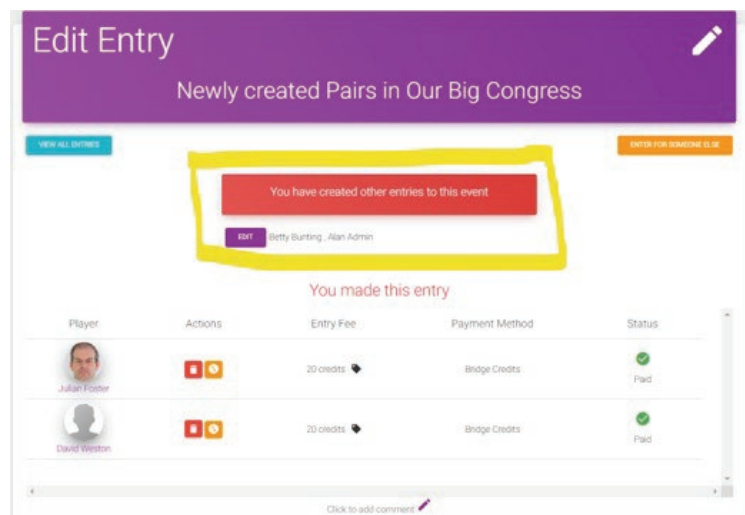 Edit Entry
Newly created Pairs in Our Big Congress
VIEW ALL ENTRIES
ENTER FOR SOMEONE ELSE
You have created other entries to this event
EDIT Betty Bunting , Alan Admin
You made this entry
Player Actions Entry Fee Payment Method Status
20 credits Bridge Credits Paid
Julian Foster
20 credits Bridge Credits Paid
David Weston
Click to add comment